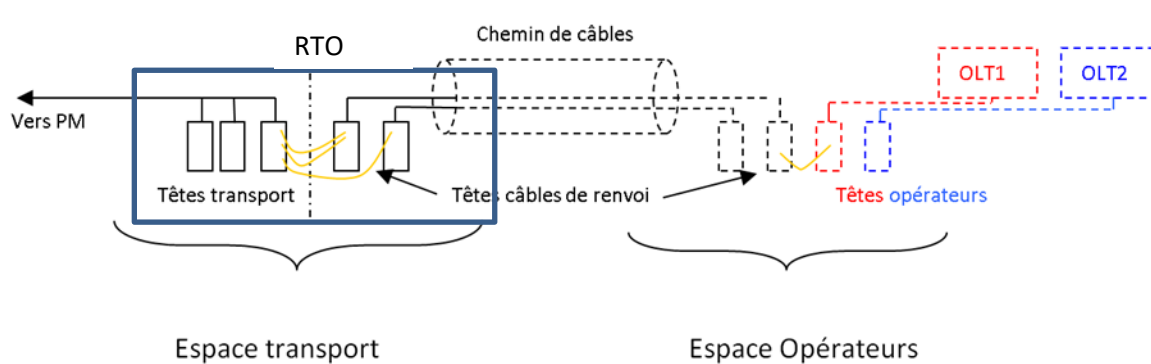 RTO
Chemin de câbles
OLT1
OLT2
Vers PM
Têtes transport
Têtes câbles de renvoi
Têtes opérateurs
Espace transport
Espace Opérateurs